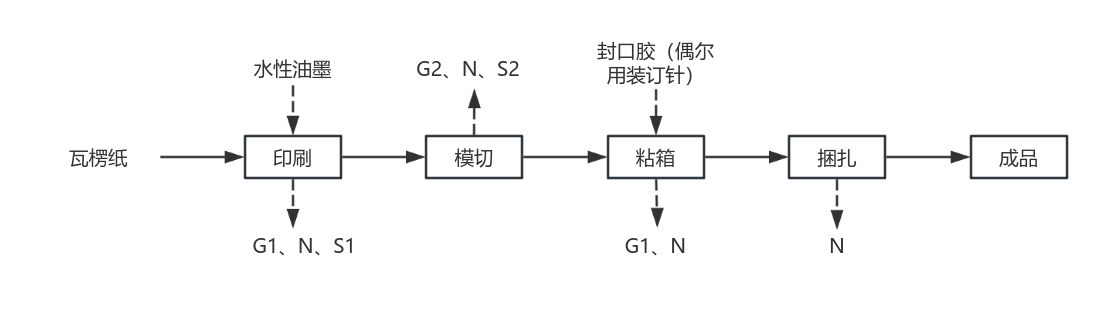 封口胶（偶尔
用装订针）
水性油墨
G2、N、S2
瓦楞纸
印刷
模切
粘箱
捆扎
成品
G1、N、S1
G1、N
N